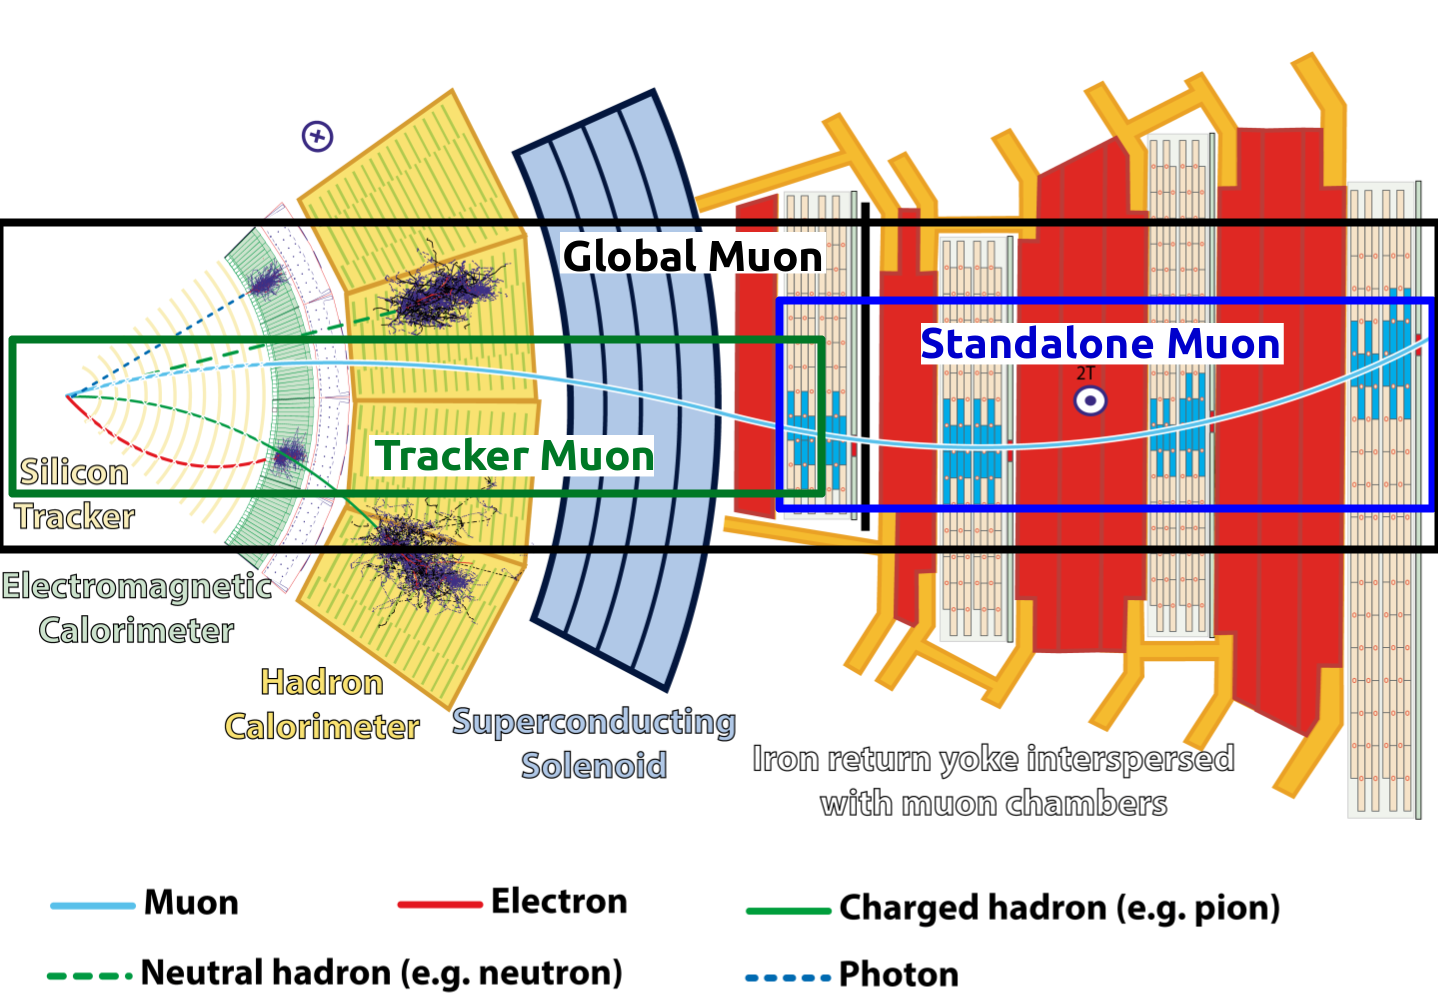 Global Muon
Standalone Muon
2T
Tracker Muon
Silicon
Tracker
Electromagnetic
Calorimeter
Hadron
Calorimeter
Superconducting
Solenoid
Iron return yoke interspersed
with muon chambers
Muon
Electron
Charged hadron (e.g. pion)
Neutral hadron (e.g. neutron)
Photon